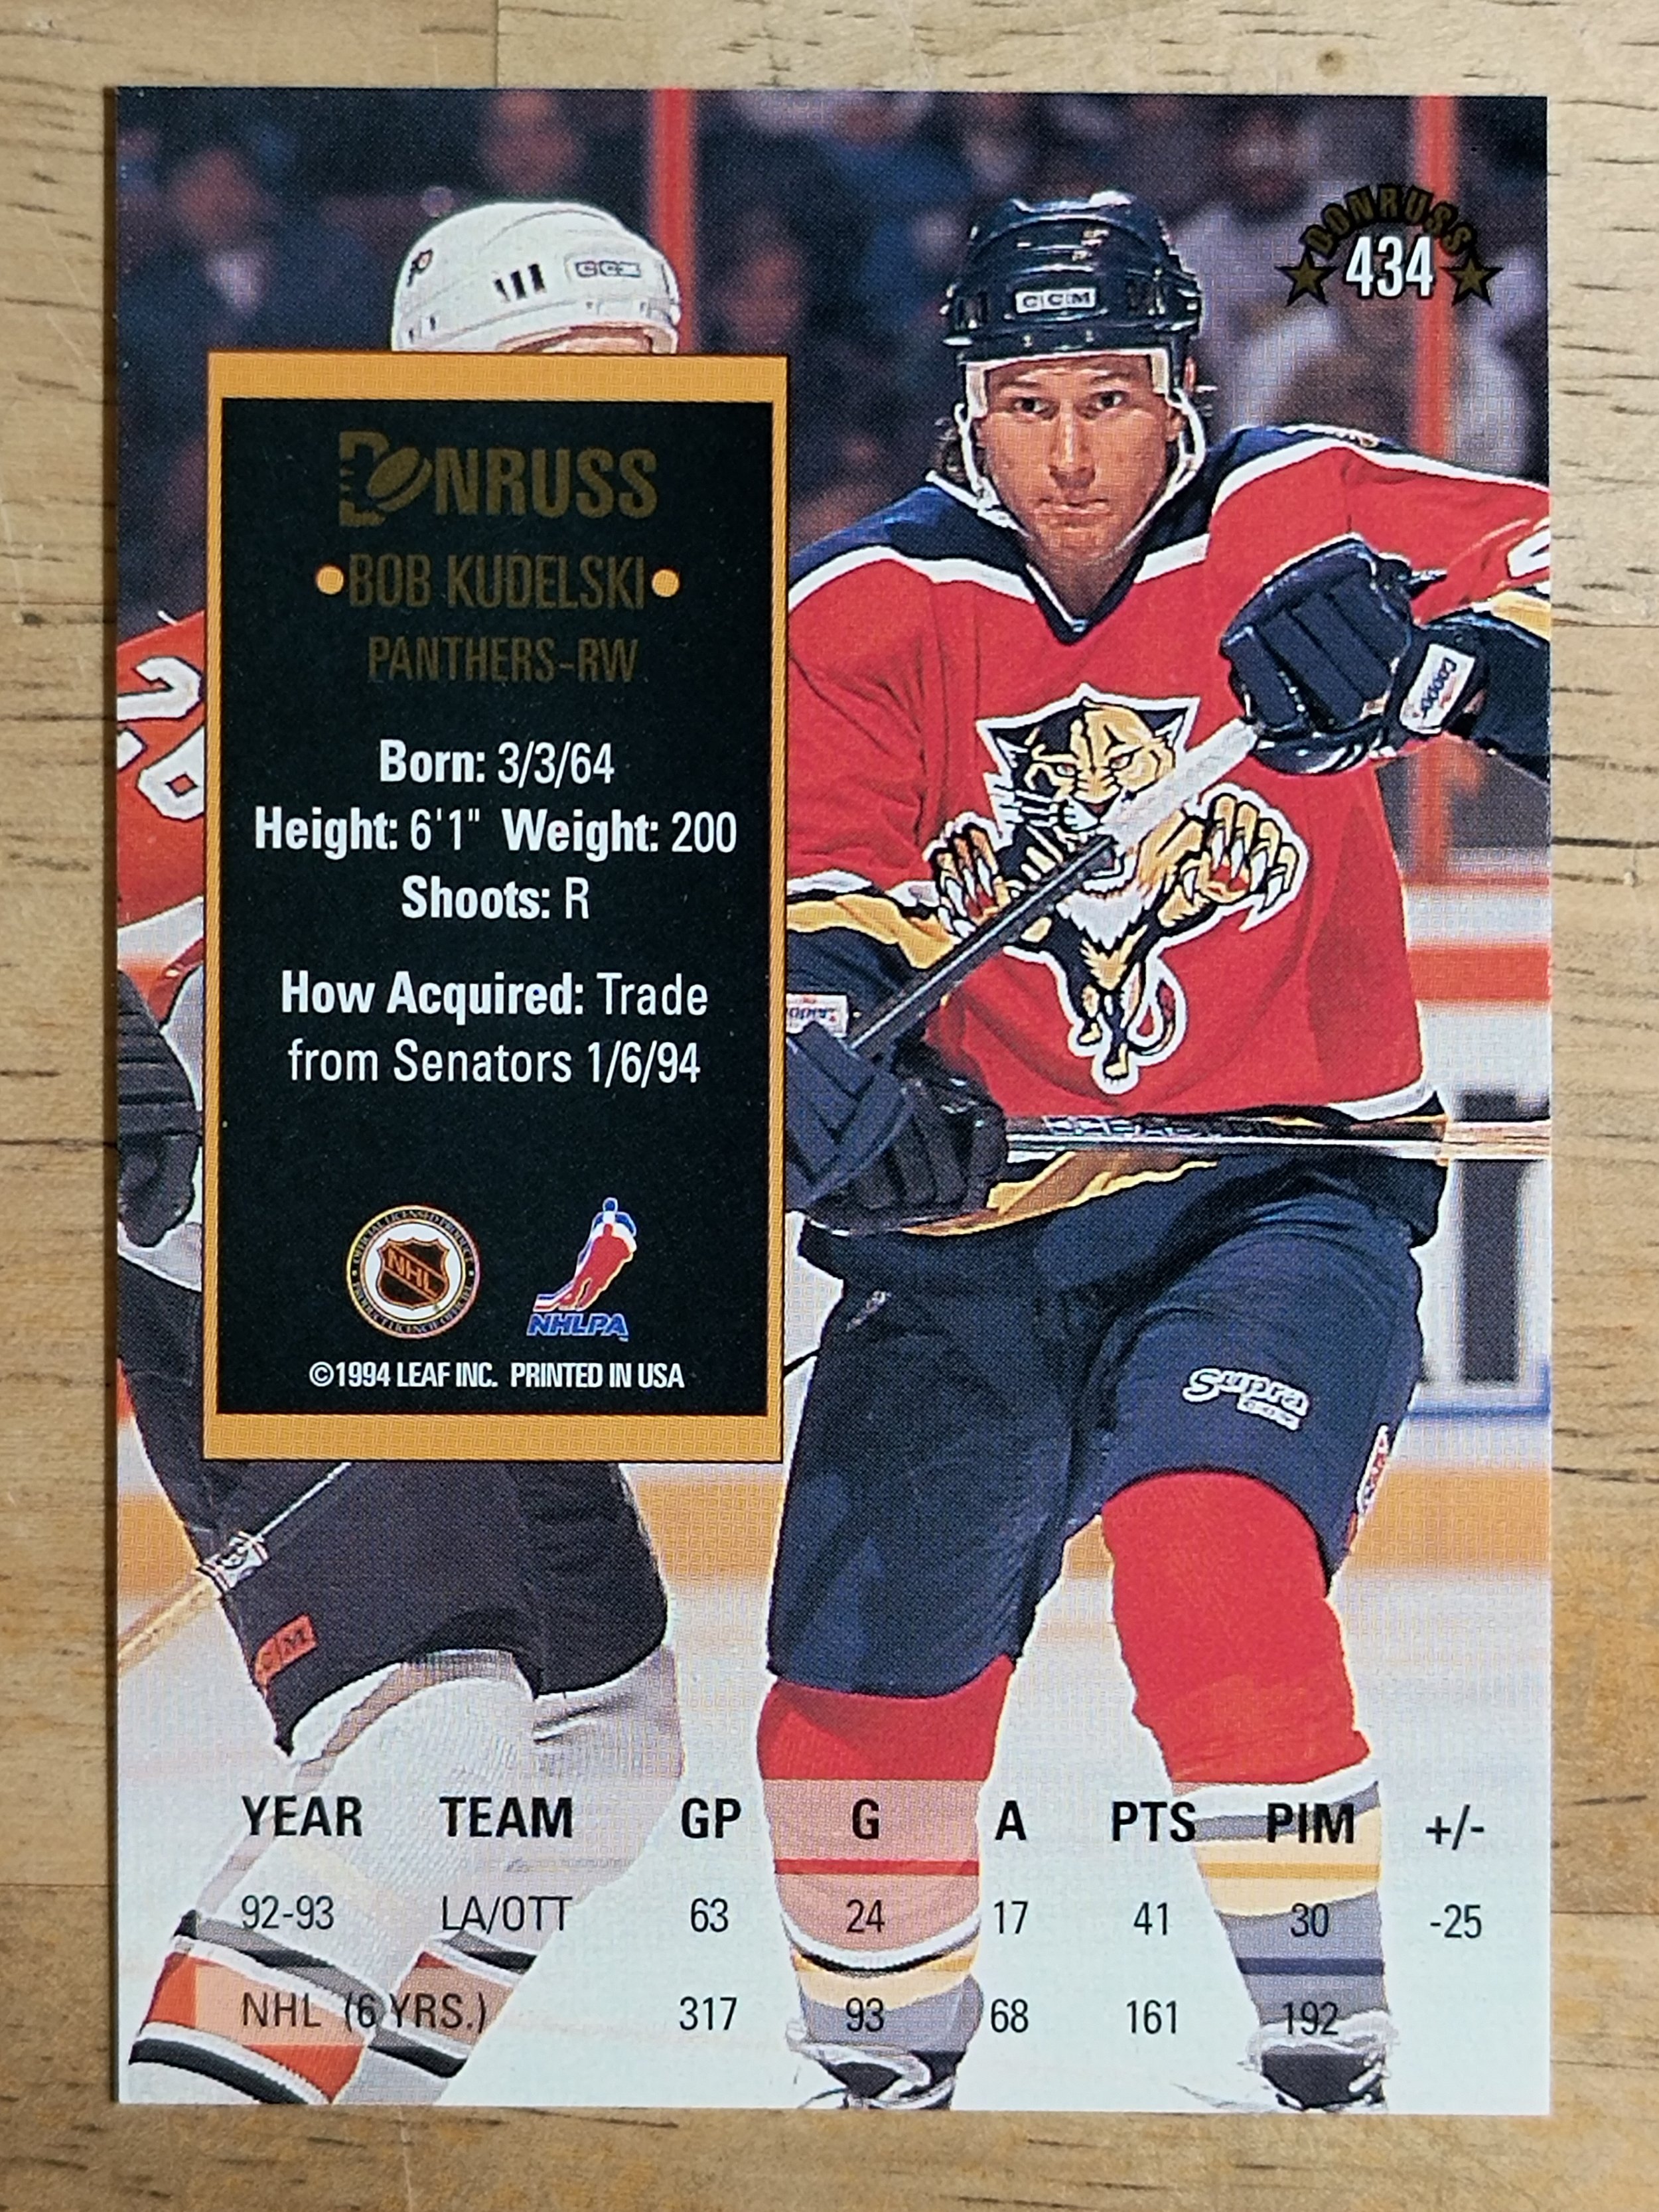 DONRUSS
434
CCM
CCM
DONRUSS
•BOB KUDELSKI•
PANTHERS-RW
Born: 3/3/64
Height: 6'1" Weight: 200
Shoots: R
How Acquired: Trade
from Senators 1/6/94
NHL
NHLPA
©1994 LEAF INC. PRINTED IN USA
Cooper
Supra
YEAR TEAM GP G A PTS PIM +/-
92-93 LA/OTT 63 24 17 41 30 -25
NHL (6 YRS.) 317 93 68 161 192